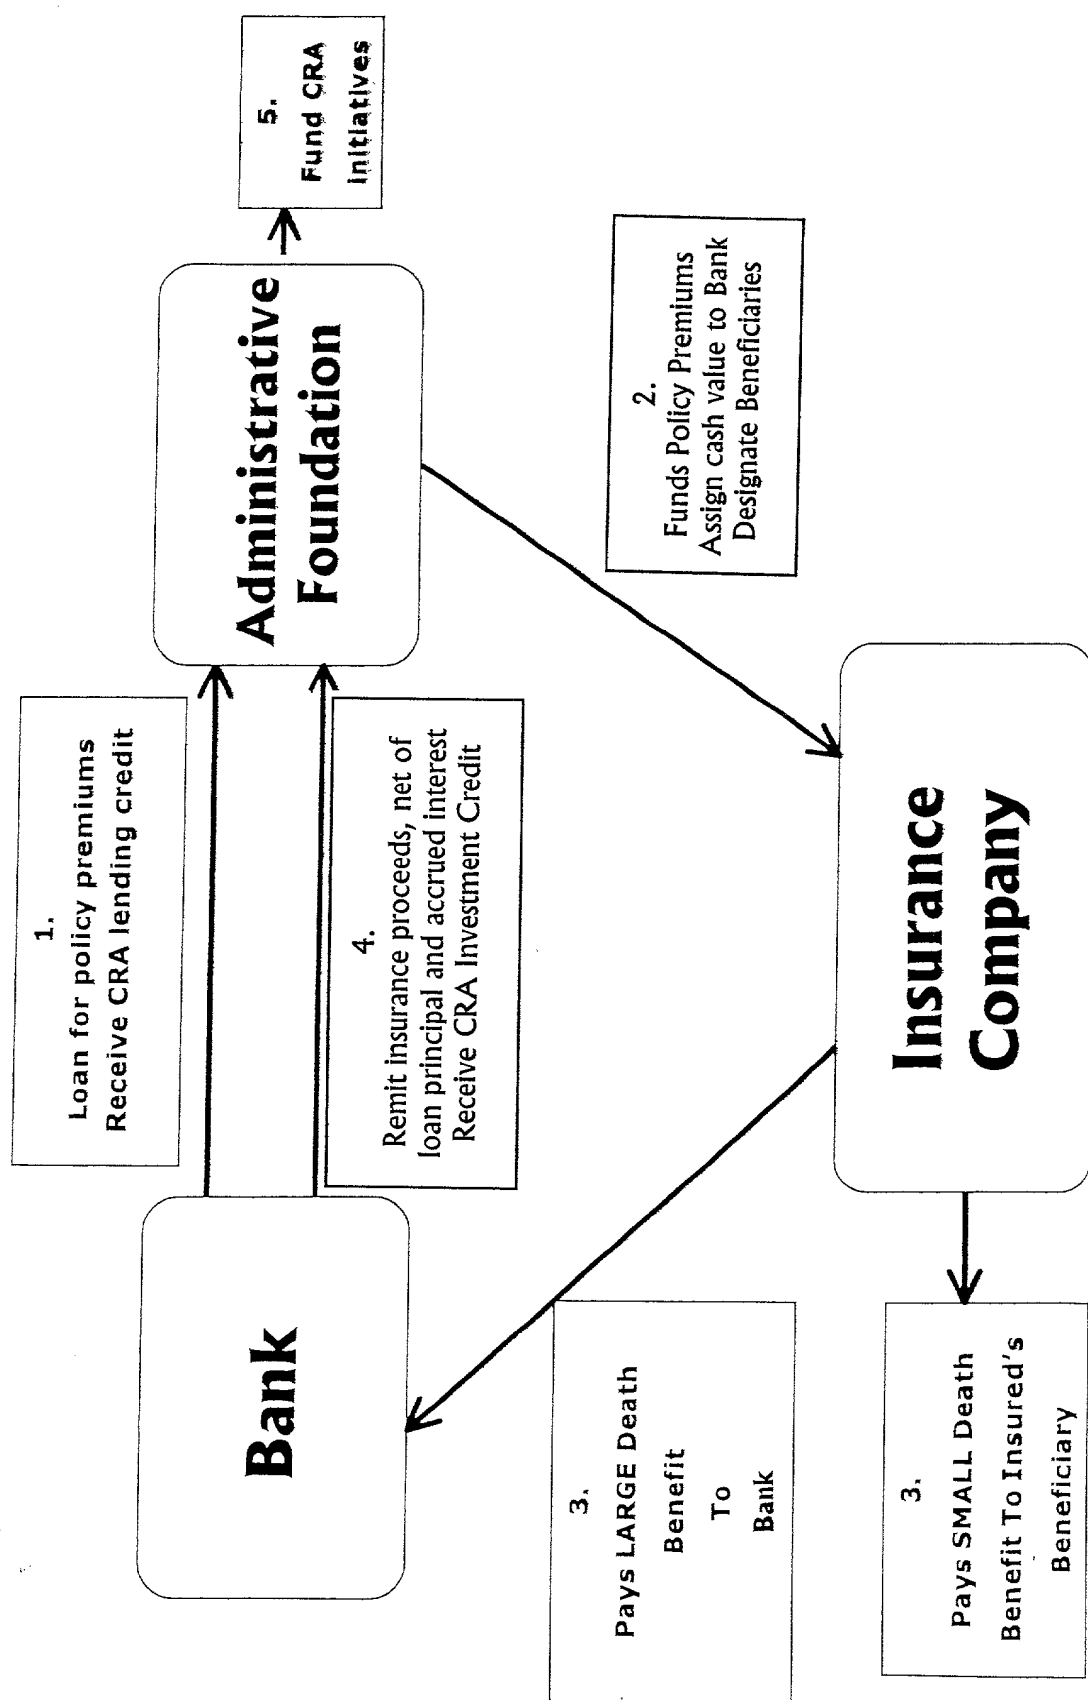 1.
Loan for policy premiums
Receive CRA lending credit
Bank
Administrative
Foundation
5.
Fund CRA
initiatives
4.
Remit insurance proceeds, net of
loan principal and accrued interest
Receive CRA Investment Credit
3.
Pays LARGE Death
Benefit
To
Bank
2.
Funds Policy Premiums
Assign cash value to Bank
Designate Beneficiaries
3.
Pays SMALL Death
Benefit To Insured's
Beneficiary
Insurance
Company